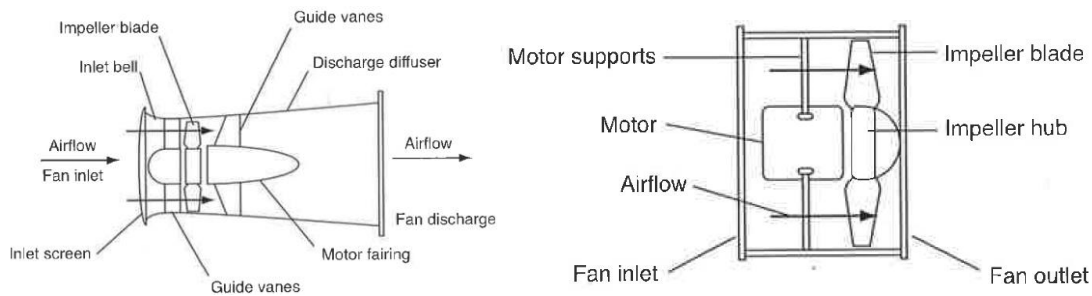 Guide vanes
Impeller blade
Inlet bell
Discharge diffuser
Airflow
Fan inlet
Airflow
Fan discharge
Inlet screen
Motor fairing
Guide vanes
Motor supports
Impeller blade
Motor
Impeller hub
Airflow
Fan inlet
Fan outlet